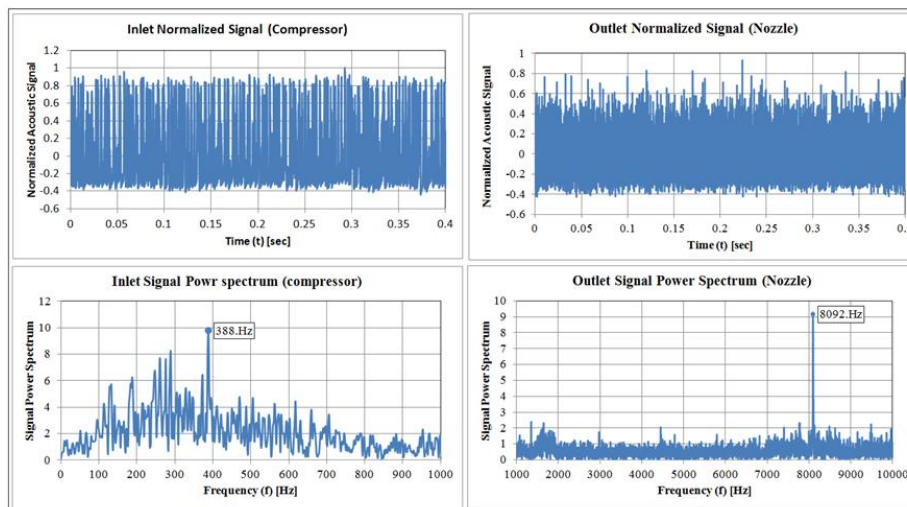 Inlet Normalized Signal (Compressor)
Normalized Acoustic Signal
1.2
1
0.8
0.6
0.4
0.2
0
-0.2
-0.4
-0.6
0 0.05 0.1 0.15 0.2 0.25 0.3 0.35 0.4
Time (t) [sec]
Outlet Normalized Signal (Nozzle)
Normalized Acoustic Signal
1
0.8
0.6
0.4
0.2
0
-0.2
-0.4
-0.6
0 0.05 0.1 0.15 0.2 0.25 0.3 0.35
Time (t) [sec]
Inlet Signal Powr spectrum (compressor)
Signal Power Spectrum
12
10
8
6
4
2
0
388.Hz
0 100 200 300 400 500 600 700 800 900 1000
Frequency (f) [Hz]
Outlet Signal Power Spectrum (Nozzle)
Signal Power Spectrum
10
9
8
7
6
5
4
3
2
1
0
8092.Hz
1000 2000 3000 4000 5000 6000 7000 8000 9000 10000
Frequency (f) [Hz]